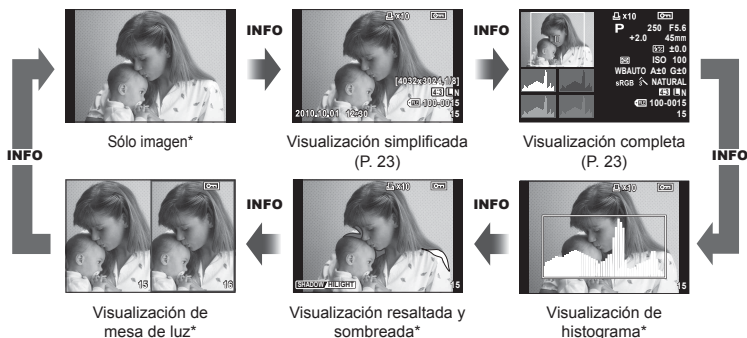 INFO
INFO
x10
x10
[4032x3024,1/8]
L N
100-0015
2010.10.01 12:30
15
P 250 F5.6
+2.0 45mm
±0.0
ISO 100
WBAUTO A±0 G±0
sRGB NATURAL
L N
100-0015
15
Sólo imagen*
Visualización simplificada
(P. 23)
Visualización completa
(P. 23)
INFO
INFO
INFO
INFO
15
16
x10
SHADOW HILIGHT
15
x10
15
Visualización de
mesa de luz*
Visualización resaltada y
sombreada*
Visualización de
histograma*